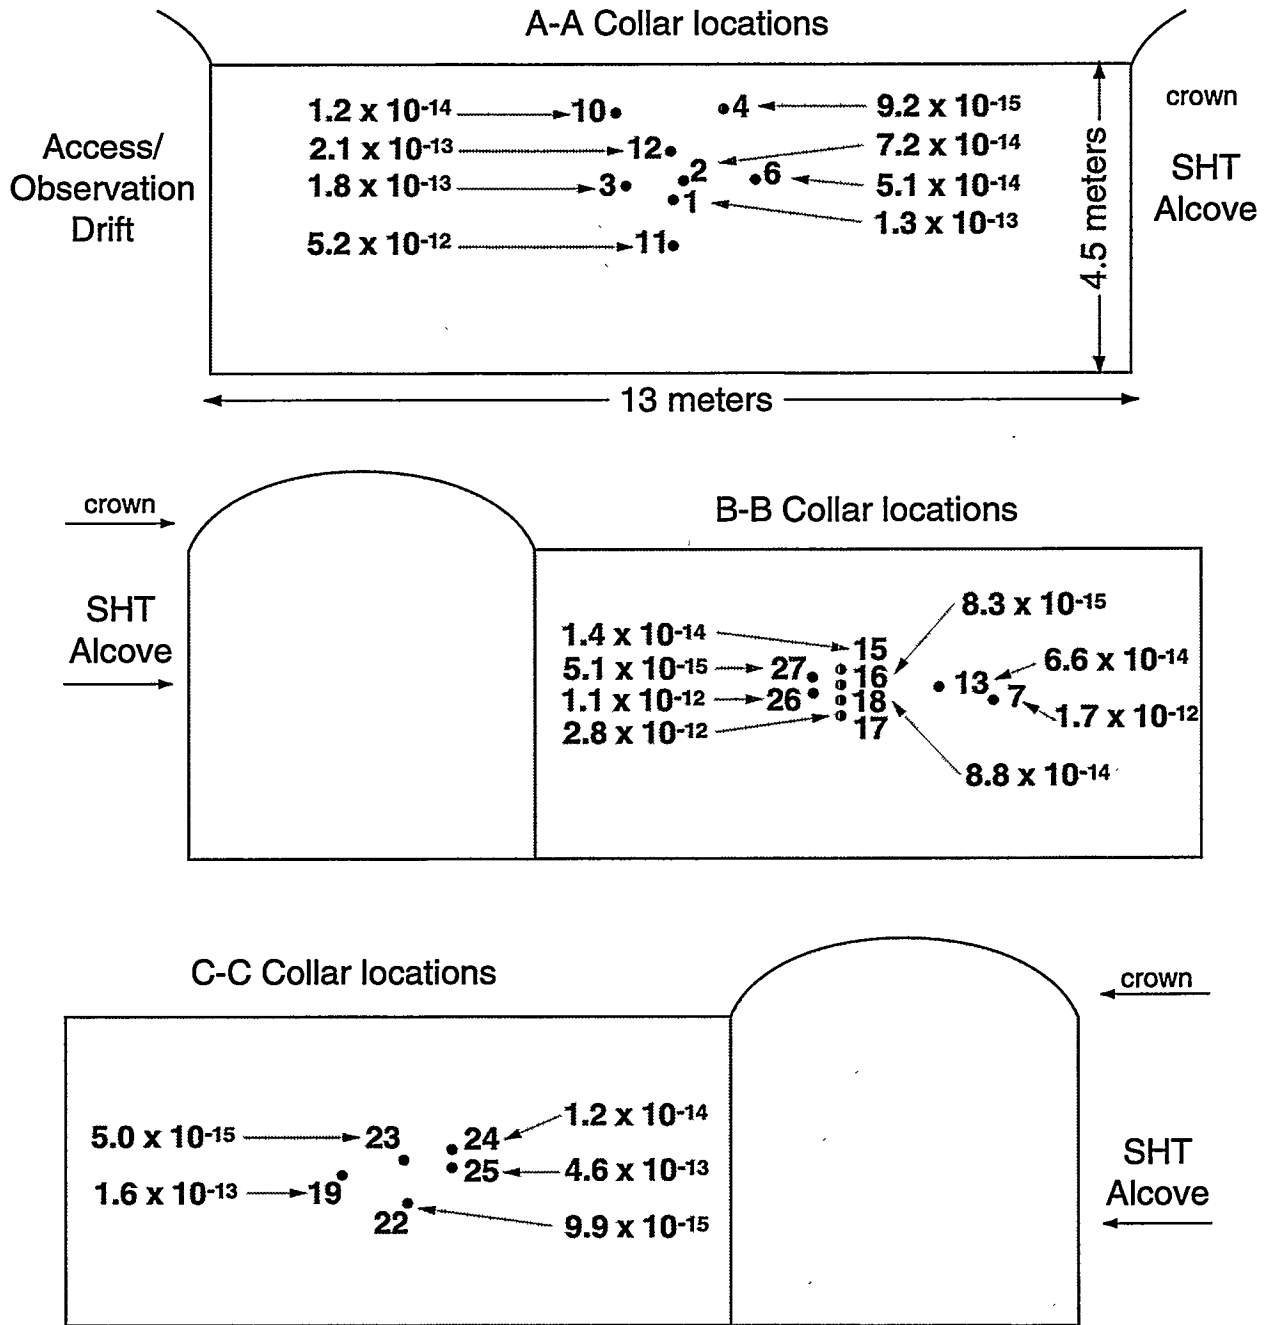 A-A Collar locations
1.2 x 10-14
10
4
9.2 x 10-15
crown
Access/
Observation
Drift
2.1 x 10-13
12
7.2 x 10-14
2
1.8 x 10-13
3
6
5.1 x 10-14
SHT
Alcove
1
1.3 x 10-13
5.2 x 10-12
11
4.5 meters
13 meters
crown
B-B Collar locations
SHT
Alcove
8.3 x 10-15
1.4 x 10-14
15
5.1 x 10-15
27
16
13
6.6 x 10-14
1.1 x 10-12
26
18
7
1.7 x 10-12
2.8 x 10-12
17
8.8 x 10-14
C-C Collar locations
crown
5.0 x 10-15
23
24
1.2 x 10-14
25
4.6 x 10-13
1.6 x 10-13
19
22
9.9 x 10-15
SHT
Alcove